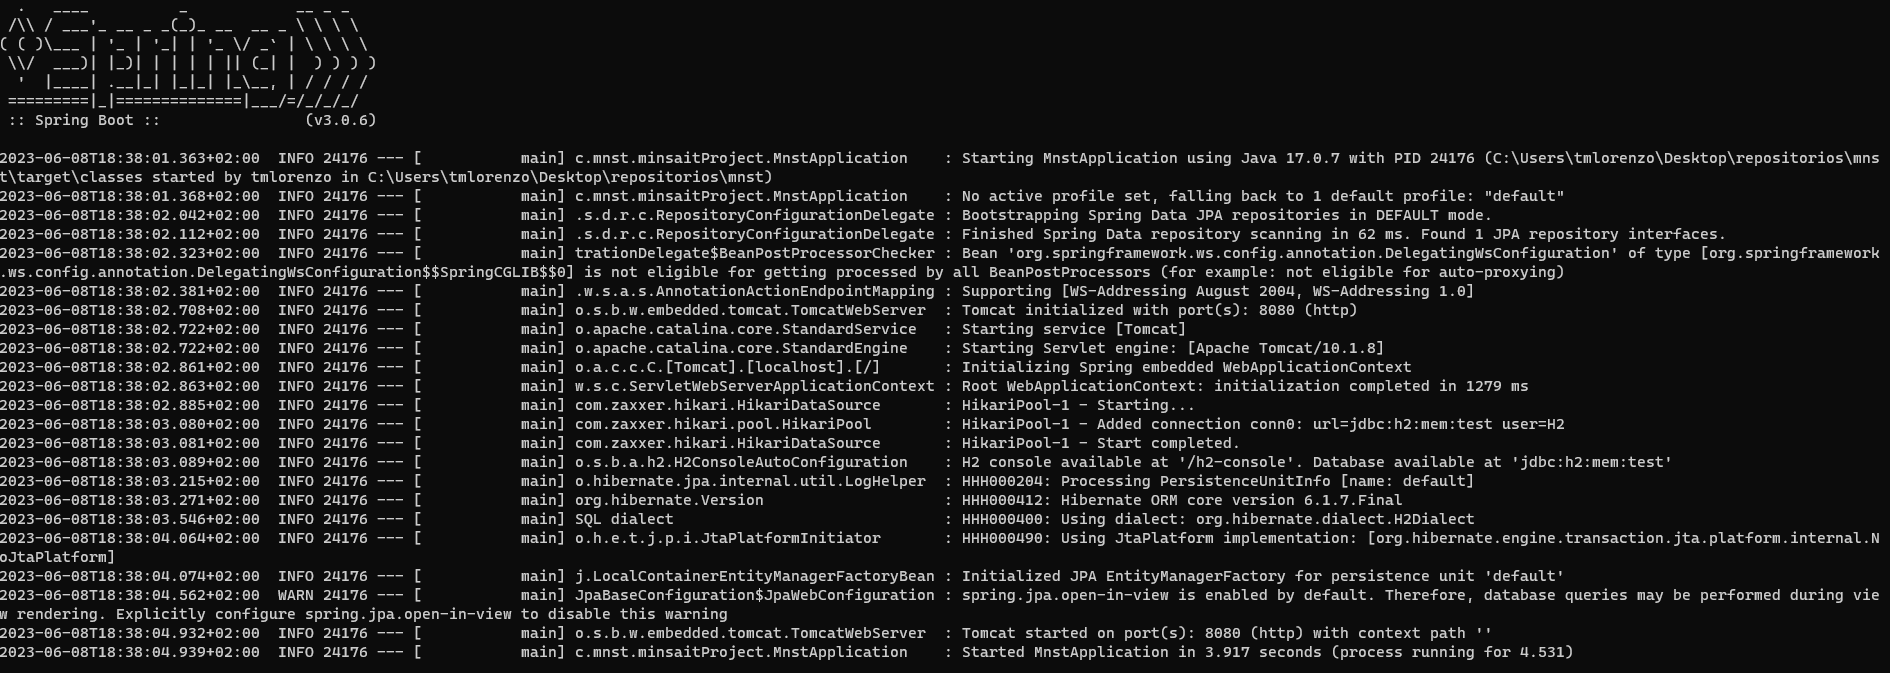 .   ____          _            __ _ _
 /\\ / ___'_ __ _ _(_)_ __  __ _ \ \ \ \
( ( )\___ | '_ | '_| | '_ \/ _` | \ \ \ \
 \\/  ___)| |_)| | | | | || (_| |  ) ) ) )
  '  |____| .__|_| |_|_| |_\__, | / / / /
 =========|_|==============|___/=/_/_/_/
 :: Spring Boot ::                (v3.0.6)
2023-06-08T18:38:01.363+02:00  INFO 24176 --- [           main] c.mnst.minsaitProject.MnstApplication    : Starting MnstApplication using Java 17.0.7 with PID 24176 (C:\Users\tmlorenzo\Desktop\repositorios\mns
t\target\classes started by tmlorenzo in C:\Users\tmlorenzo\Desktop\repositorios\mnst)
2023-06-08T18:38:01.368+02:00  INFO 24176 --- [           main] c.mnst.minsaitProject.MnstApplication    : No active profile set, falling back to 1 default profile: "default"
2023-06-08T18:38:02.042+02:00  INFO 24176 --- [           main] .s.d.r.c.RepositoryConfigurationDelegate : Bootstrapping Spring Data JPA repositories in DEFAULT mode.
2023-06-08T18:38:02.112+02:00  INFO 24176 --- [           main] .s.d.r.c.RepositoryConfigurationDelegate : Finished Spring Data repository scanning in 62 ms. Found 1 JPA repository interfaces.
2023-06-08T18:38:02.323+02:00  INFO 24176 --- [           main] trationDelegate$BeanPostProcessorChecker : Bean 'org.springframework.ws.config.annotation.DelegatingWsConfiguration' of type [org.springframework
.ws.config.annotation.DelegatingWsConfiguration$$SpringCGLIB$$0] is not eligible for getting processed by all BeanPostProcessors (for example: not eligible for auto-proxying)
2023-06-08T18:38:02.381+02:00  INFO 24176 --- [           main] .w.s.a.s.AnnotationActionEndpointMapping : Supporting [WS-Addressing August 2004, WS-Addressing 1.0]
2023-06-08T18:38:02.708+02:00  INFO 24176 --- [           main] o.s.b.w.embedded.tomcat.TomcatWebServer  : Tomcat initialized with port(s): 8080 (http)
2023-06-08T18:38:02.722+02:00  INFO 24176 --- [           main] o.apache.catalina.core.StandardService   : Starting service [Tomcat]
2023-06-08T18:38:02.722+02:00  INFO 24176 --- [           main] o.apache.catalina.core.StandardEngine    : Starting Servlet engine: [Apache Tomcat/10.1.8]
2023-06-08T18:38:02.861+02:00  INFO 24176 --- [           main] o.a.c.c.C.[Tomcat].[localhost].[/]       : Initializing Spring embedded WebApplicationContext
2023-06-08T18:38:02.863+02:00  INFO 24176 --- [           main] w.s.c.ServletWebServerApplicationContext : Root WebApplicationContext: initialization completed in 1279 ms
2023-06-08T18:38:02.885+02:00  INFO 24176 --- [           main] com.zaxxer.hikari.HikariDataSource       : HikariPool-1 - Starting...
2023-06-08T18:38:03.080+02:00  INFO 24176 --- [           main] com.zaxxer.hikari.pool.HikariPool        : HikariPool-1 - Added connection conn0: url=jdbc:h2:mem:test user=H2
2023-06-08T18:38:03.081+02:00  INFO 24176 --- [           main] com.zaxxer.hikari.HikariDataSource       : HikariPool-1 - Start completed.
2023-06-08T18:38:03.089+02:00  INFO 24176 --- [           main] o.s.b.a.h2.H2ConsoleAutoConfiguration    : H2 console available at '/h2-console'. Database available at 'jdbc:h2:mem:test'
2023-06-08T18:38:03.215+02:00  INFO 24176 --- [           main] o.hibernate.jpa.internal.util.LogHelper  : HHH000204: Processing PersistenceUnitInfo [name: default]
2023-06-08T18:38:03.271+02:00  INFO 24176 --- [           main] org.hibernate.Version                    : HHH000412: Hibernate ORM core version 6.1.7.Final
2023-06-08T18:38:03.546+02:00  INFO 24176 --- [           main] SQL dialect                              : HHH000400: Using dialect: org.hibernate.dialect.H2Dialect
2023-06-08T18:38:04.064+02:00  INFO 24176 --- [           main] o.h.e.t.j.p.i.JtaPlatformInitiator       : HHH000490: Using JtaPlatform implementation: [org.hibernate.engine.transaction.jta.platform.internal.N
oJtaPlatform]
2023-06-08T18:38:04.074+02:00  INFO 24176 --- [           main] j.LocalContainerEntityManagerFactoryBean : Initialized JPA EntityManagerFactory for persistence unit 'default'
2023-06-08T18:38:04.562+02:00  WARN 24176 --- [           main] JpaBaseConfiguration$JpaWebConfiguration : spring.jpa.open-in-view is enabled by default. Therefore, database queries may be performed during vie
w rendering. Explicitly configure spring.jpa.open-in-view to disable this warning
2023-06-08T18:38:04.932+02:00  INFO 24176 --- [           main] o.s.b.w.embedded.tomcat.TomcatWebServer  : Tomcat started on port(s): 8080 (http) with context path ''
2023-06-08T18:38:04.939+02:00  INFO 24176 --- [           main] c.mnst.minsaitProject.MnstApplication    : Started MnstApplication in 3.917 seconds (process running for 4.531)